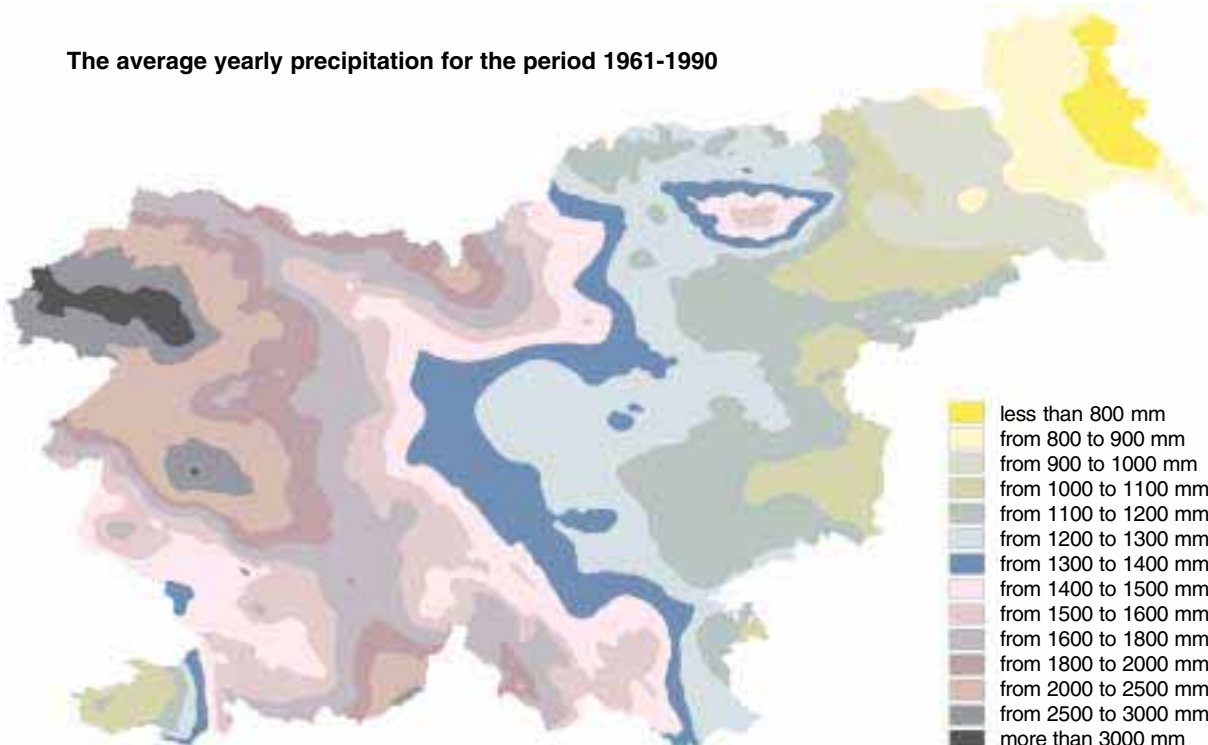 The average yearly precipitation for the period 1961-1990
less than 800 mm
from 800 to 900 mm
from 900 to 1000 mm
from 1000 to 1100 mm
from 1100 to 1200 mm
from 1200 to 1300 mm
from 1300 to 1400 mm
from 1400 to 1500 mm
from 1500 to 1600 mm
from 1600 to 1800 mm
from 1800 to 2000 mm
from 2000 to 2500 mm
from 2500 to 3000 mm
more than 3000 mm